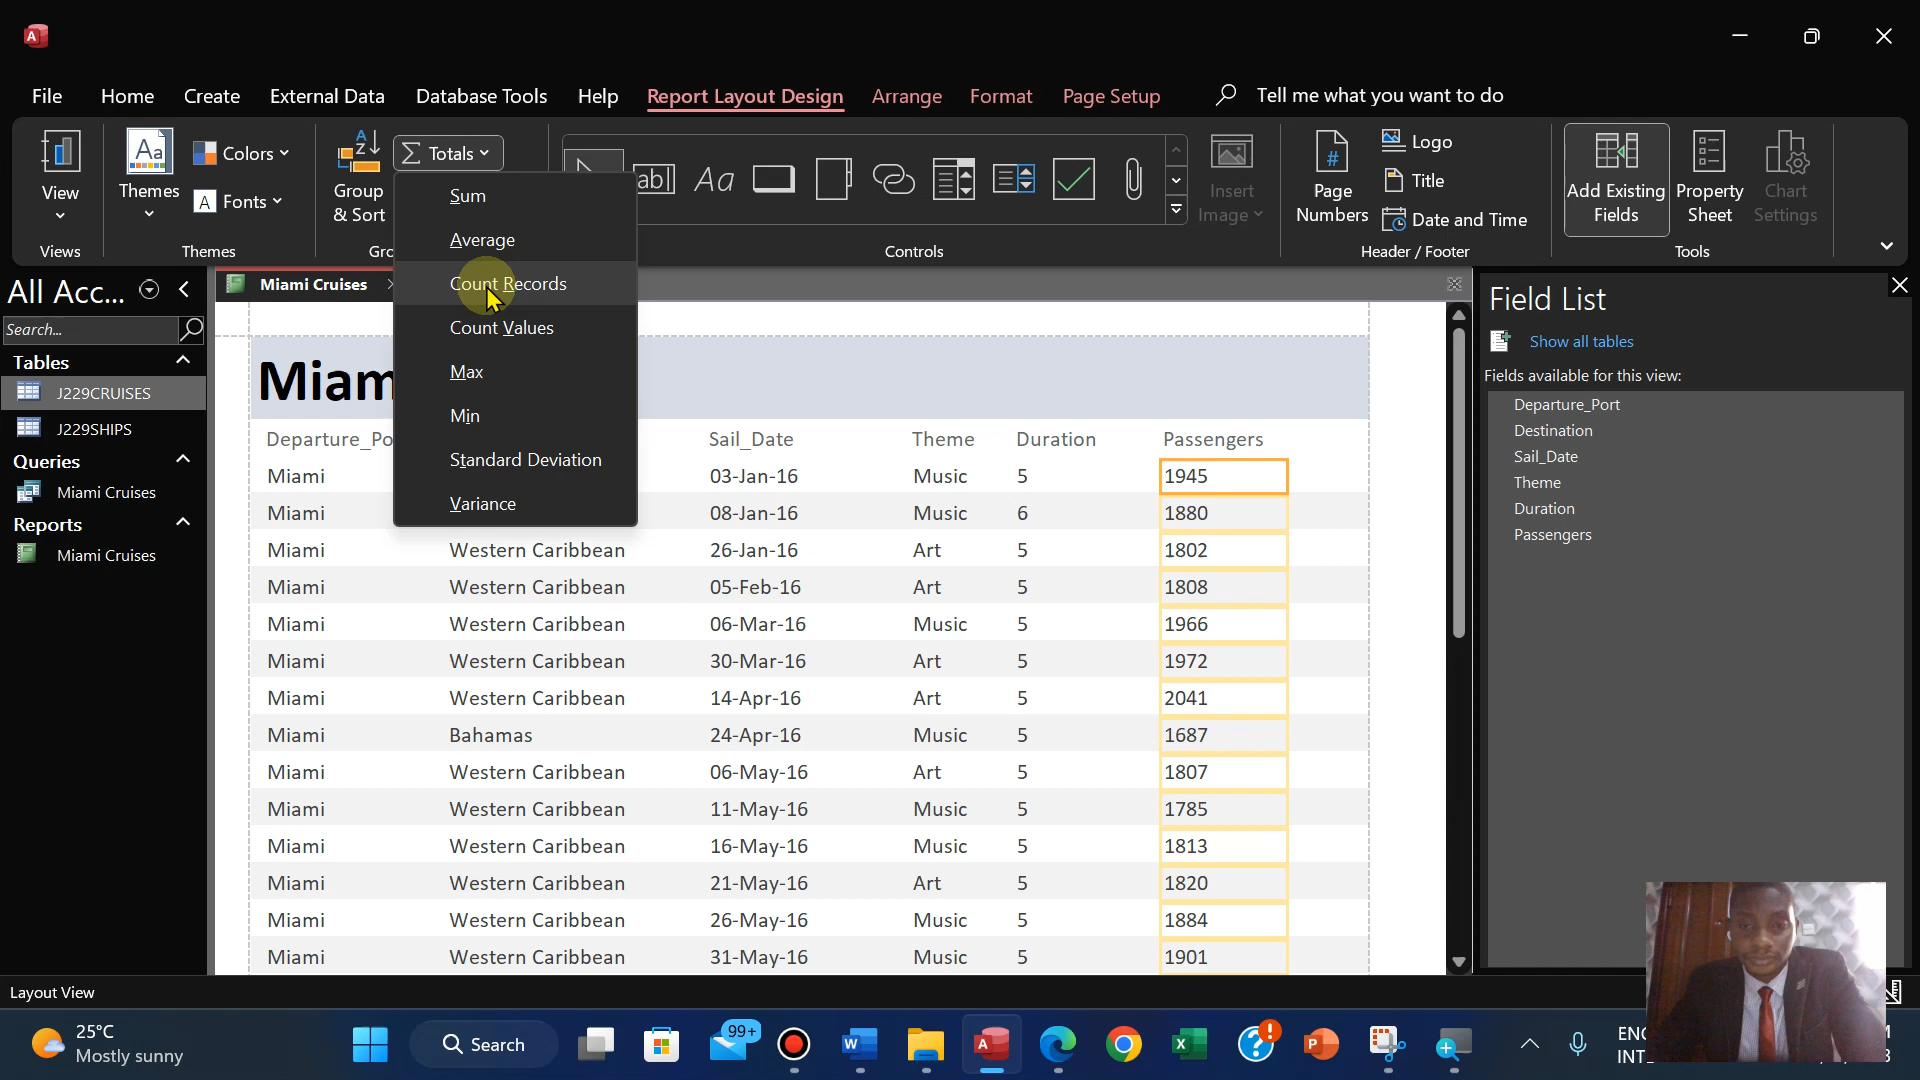 File Home Create External Data Database Tools Help Report Layout Design Arrange Format Page Setup Tell me what you want to do
View
Views
Themes
Colors
Fonts
Themes
Group
& Sort
Totals
Sum
Average
Count Records
Count Values
Max
Min
Standard Deviation
Variance
Aa
Controls
Insert
Image
Page
Numbers
Logo
Title
Date and Time
Header / Footer
Add Existing
Fields
Property
Sheet
Chart
Settings
Tools
All Acc...
Search...
Tables
J229CRUISES
J229SHIPS
Queries
Miami Cruises
Reports
Miami Cruises
Miami Cruises
Departure_Po Sail_Date Theme Duration Passengers
Miami 03-Jan-16 Music 5 1945
Miami 08-Jan-16 Music 6 1880
Miami Western Caribbean 26-Jan-16 Art 5 1802
Miami Western Caribbean 05-Feb-16 Art 5 1808
Miami Western Caribbean 06-Mar-16 Music 5 1966
Miami Western Caribbean 30-Mar-16 Art 5 1972
Miami Western Caribbean 14-Apr-16 Art 5 2041
Miami Bahamas 24-Apr-16 Music 5 1687
Miami Western Caribbean 06-May-16 Art 5 1807
Miami Western Caribbean 11-May-16 Music 5 1785
Miami Western Caribbean 16-May-16 Music 5 1813
Miami Western Caribbean 21-May-16 Art 5 1820
Miami Western Caribbean 26-May-16 Music 5 1884
Miami Western Caribbean 31-May-16 Music 5 1901
Field List
Show all tables
Fields available for this view:
Departure_Port
Destination
Sail_Date
Theme
Duration
Passengers
Layout View
25°C
Mostly sunny
Search
99+
ENG